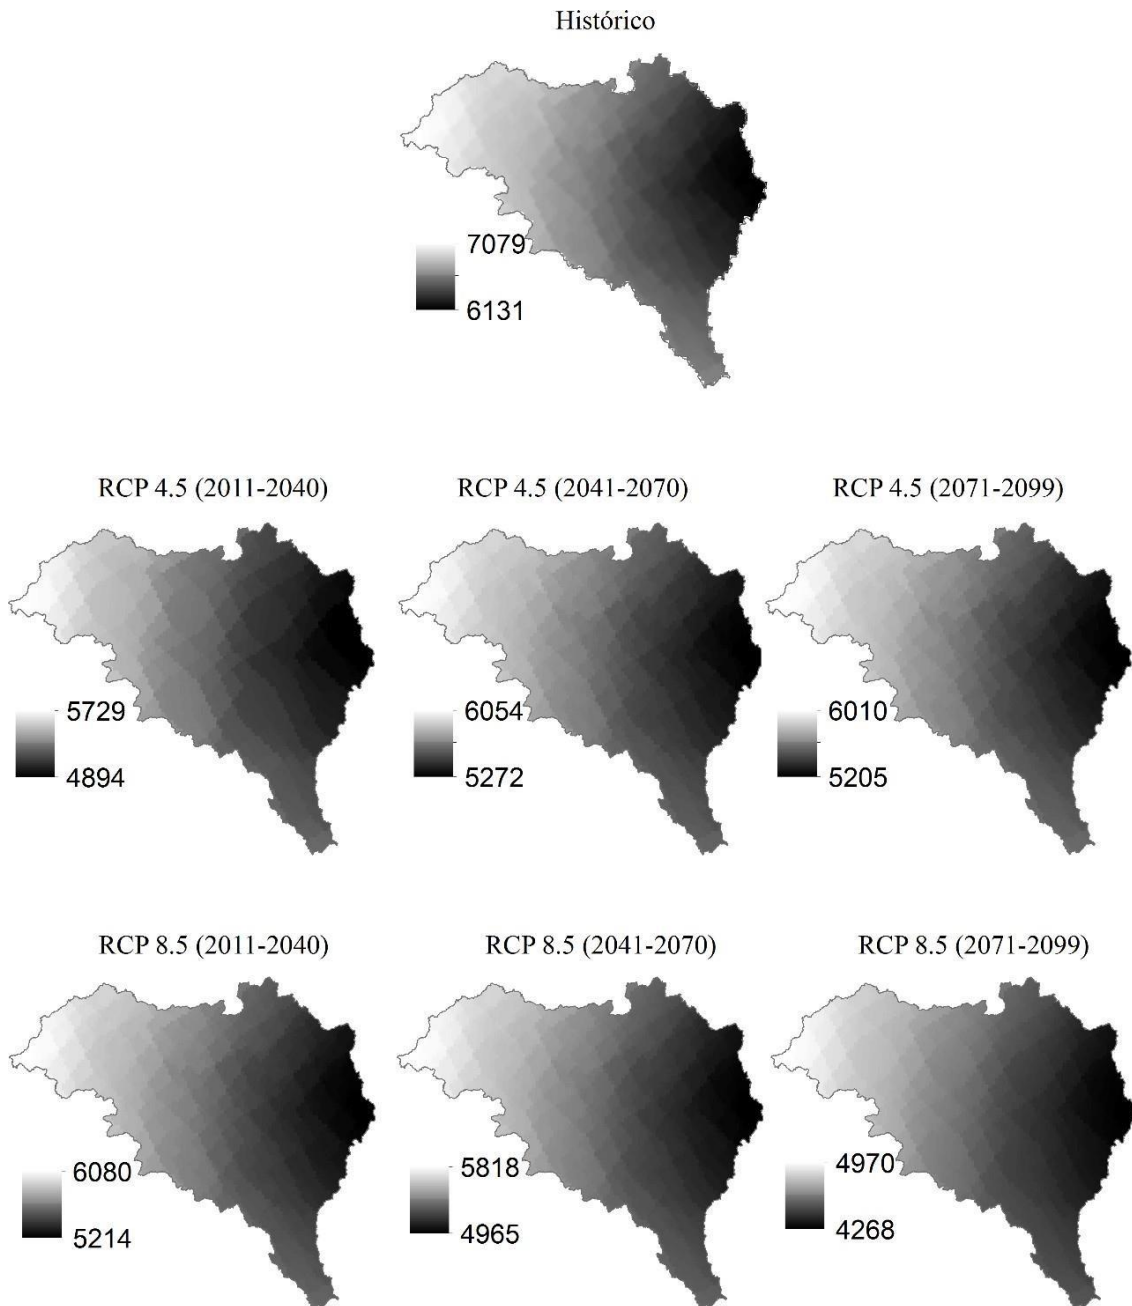 Histórico
7079
6131
RCP 4.5 (2011-2040)
RCP 4.5 (2041-2070)
RCP 4.5 (2071-2099)
5729
4894
6054
5272
6010
5205
RCP 8.5 (2011-2040)
RCP 8.5 (2041-2070)
RCP 8.5 (2071-2099)
6080
5214
5818
4965
4970
4268